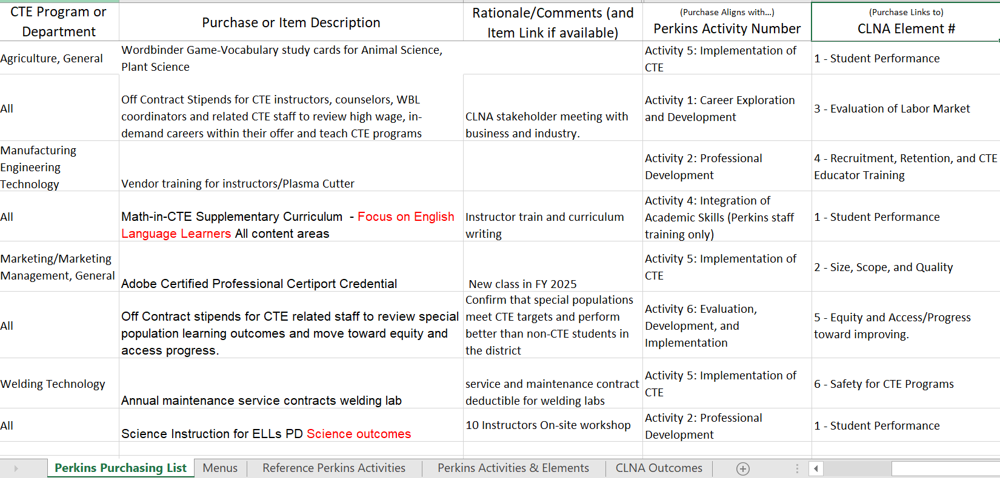 CTE Program or
Department
Purchase or Item Description
Rationale/Comments (and
Item Link if available)
(Purchase Aligns with...)
Perkins Activity Number
(Purchase Links to)
CLNA Element #
Agriculture, General
Wordbinder Game-Vocabulary study cards for Animal Science,
Plant Science
Activity 5: Implementation of
CTE
1 - Student Performance
All
Off Contract Stipends for CTE instructors, counselors, WBL
coordinators and related CTE staff to review high wage, in-
demand careers within their offer and teach CTE programs
CLNA stakeholder meeting with
business and industry.
Activity 1: Career Exploration
and Development
3 - Evaluation of Labor Market
Manufacturing
Engineering
Technology
Vendor training for instructors/Plasma Cutter
Activity 2: Professional
Development
4 - Recruitment, Retention, and CTE
Educator Training
All
Math-in-CTE Supplementary Curriculum - Focus on English
Language Learners All content areas
Instructor train and curriculum
writing
Activity 4: Integration of
Academic Skills (Perkins staff
training only)
1 - Student Performance
Marketing/Marketing
Management, General
Adobe Certified Professional Certiport Credential
New class in FY 2025
Activity 5: Implementation of
CTE
2 - Size, Scope, and Quality
All
Off Contract stipends for CTE related staff to review special
population learning outcomes and move toward equity and
access progress.
Confirm that special populations
meet CTE targets and perform
better than non-CTE students in
the district
Activity 6: Evaluation,
Development, and
Implementation
5 - Equity and Access/Progress
toward improving.
Welding Technology
Annual maintenance service contracts welding lab
service and maintenance contract
deductible for welding labs
Activity 5: Implementation of
CTE
6 - Safety for CTE Programs
All
Science Instruction for ELLs PD Science outcomes
10 Instructors On-site workshop
Activity 2: Professional
Development
1 - Student Performance
Perkins Purchasing List
Menus
Reference Perkins Activities
Perkins Activities & Elements
CLNA Outcomes